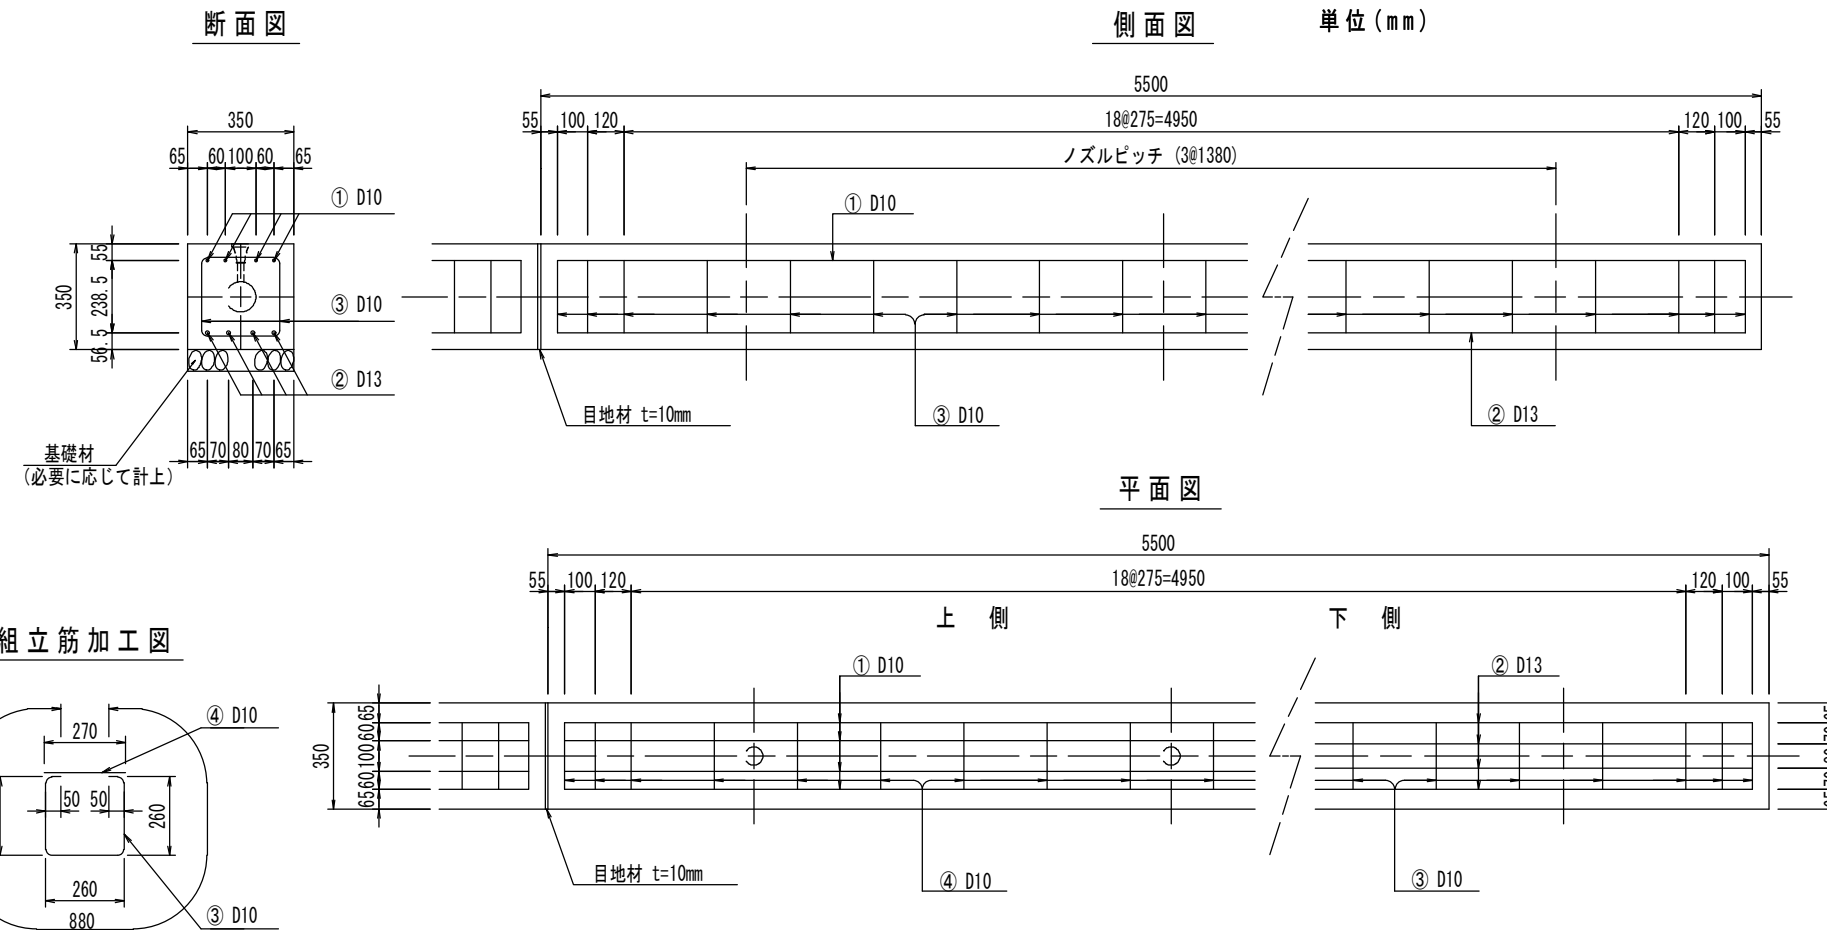 断面図
側面図
単位(mm)
5500
350
55
100
120
18@275=4950
120
100
55
65
60
100
60
65
ノズルピッチ (3@1380)
① D10
① D10
55
238.5
56.5
350
③ D10
② D13
目地材 t=10mm
③ D10
② D13
基礎材
(必要に応じて計上)
65
70
80
70
65
平面図
5500
55
100
120
18@275=4950
120
100
55
上側
下側
組立筋加工図
① D10
② D13
④ D10
270
65
60
100
60
65
350
50
50
260
260
880
③ D10
目地材 t=10mm
④ D10
③ D10